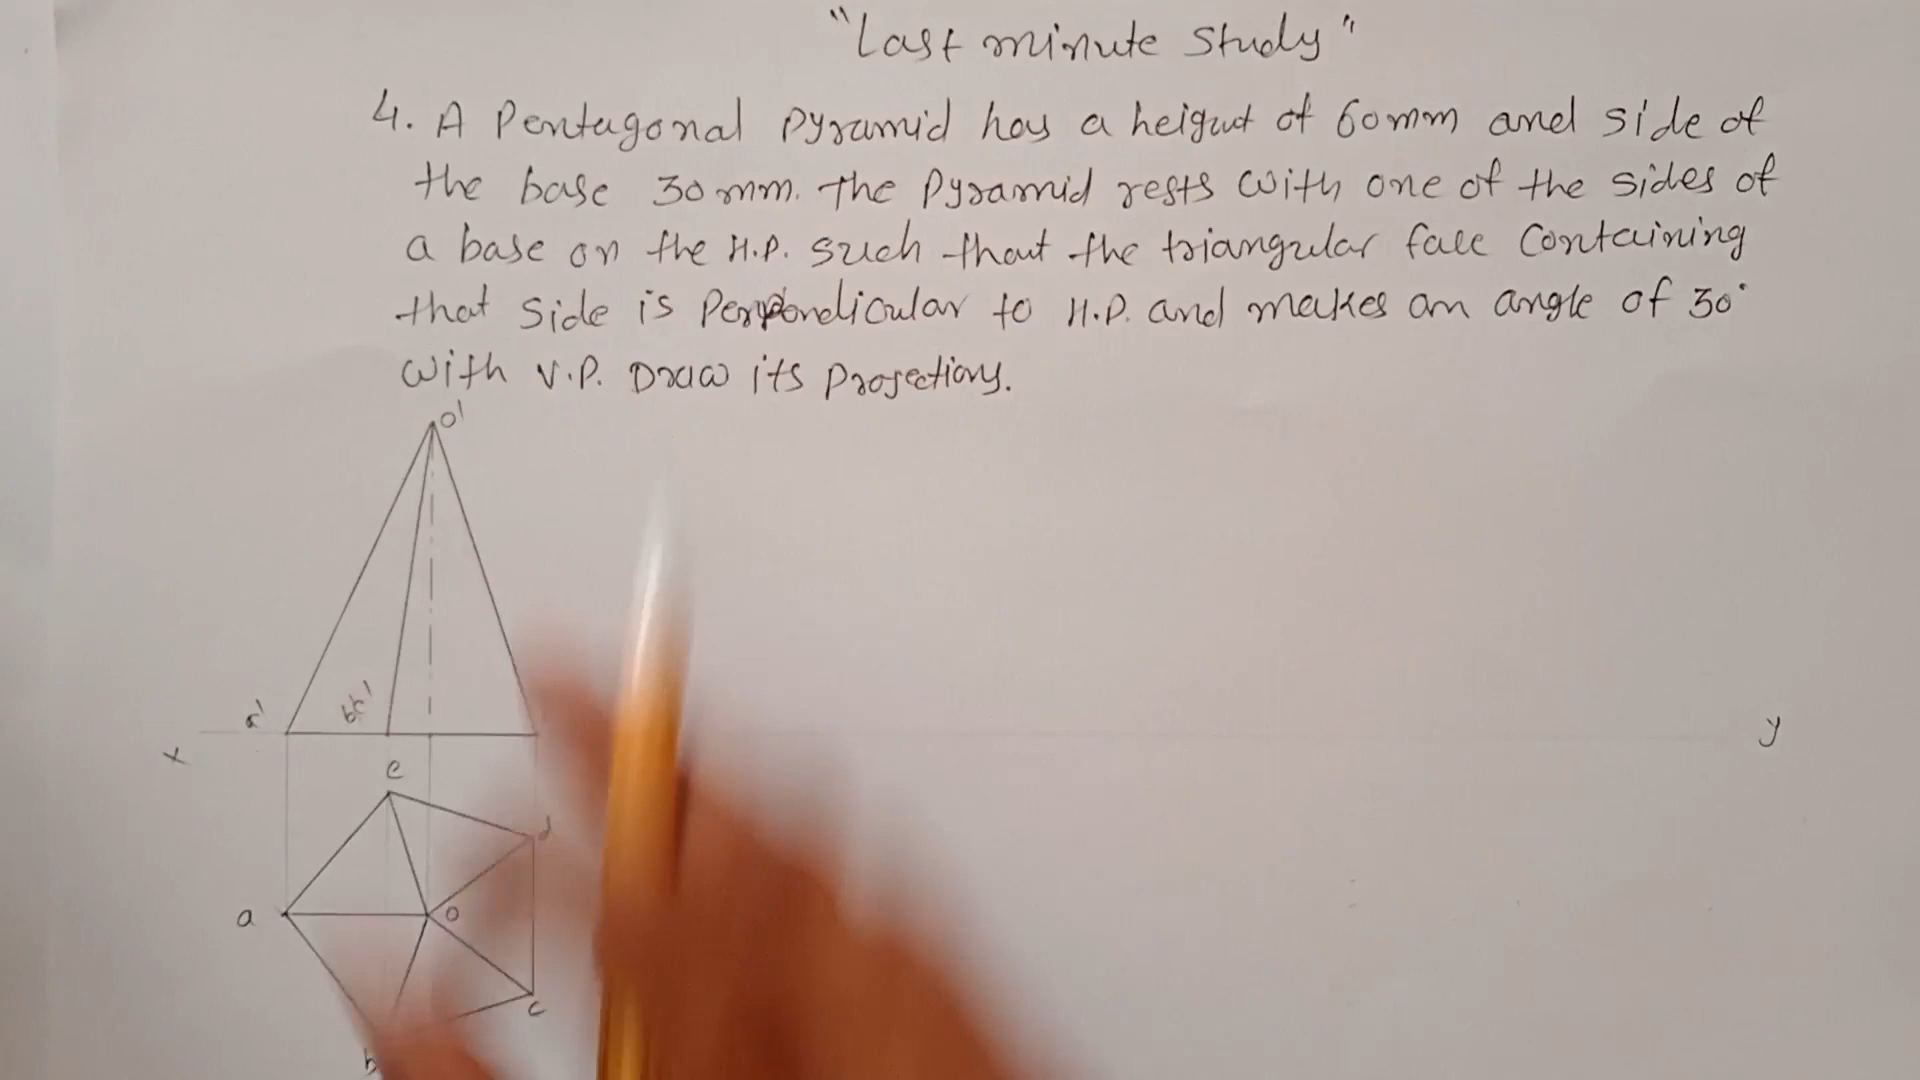 "Last minute study"
4. A Pentagonal pyramid has a height of 60mm and side of
the base 30mm. The Pyramid rests with one of the sides of
a base on the H.P. such that the triangular face containing
that side is Perpendicular to H.P. and makes an angle of 30°
with V.P. Draw its projections.
o'
a'
x
y
e
d
a
o
c
b